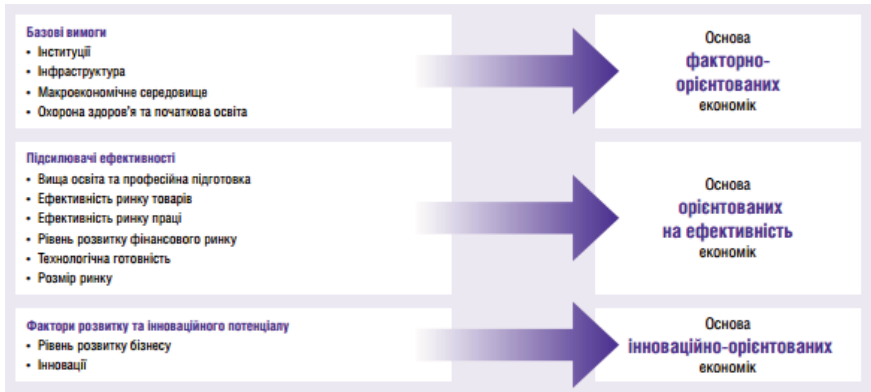 Базові вимоги
• Інституції
• Інфраструктура
• Макроекономічне середовище
• Охорона здоров'я та початкова освіта
Основа
факторно-
орієнтованих
економік
Підсилювачі ефективності
• Вища освіта та професійна підготовка
• Ефективність ринку товарів
• Ефективність ринку праці
• Рівень розвитку фінансового ринку
• Технологічна готовність
• Розмір ринку
Основа
орієнтованих
на ефективність
економік
Фактори розвитку та інноваційного потенціалу
• Рівень розвитку бізнесу
• Інновації
Основа
інноваційно-орієнтованих
економік